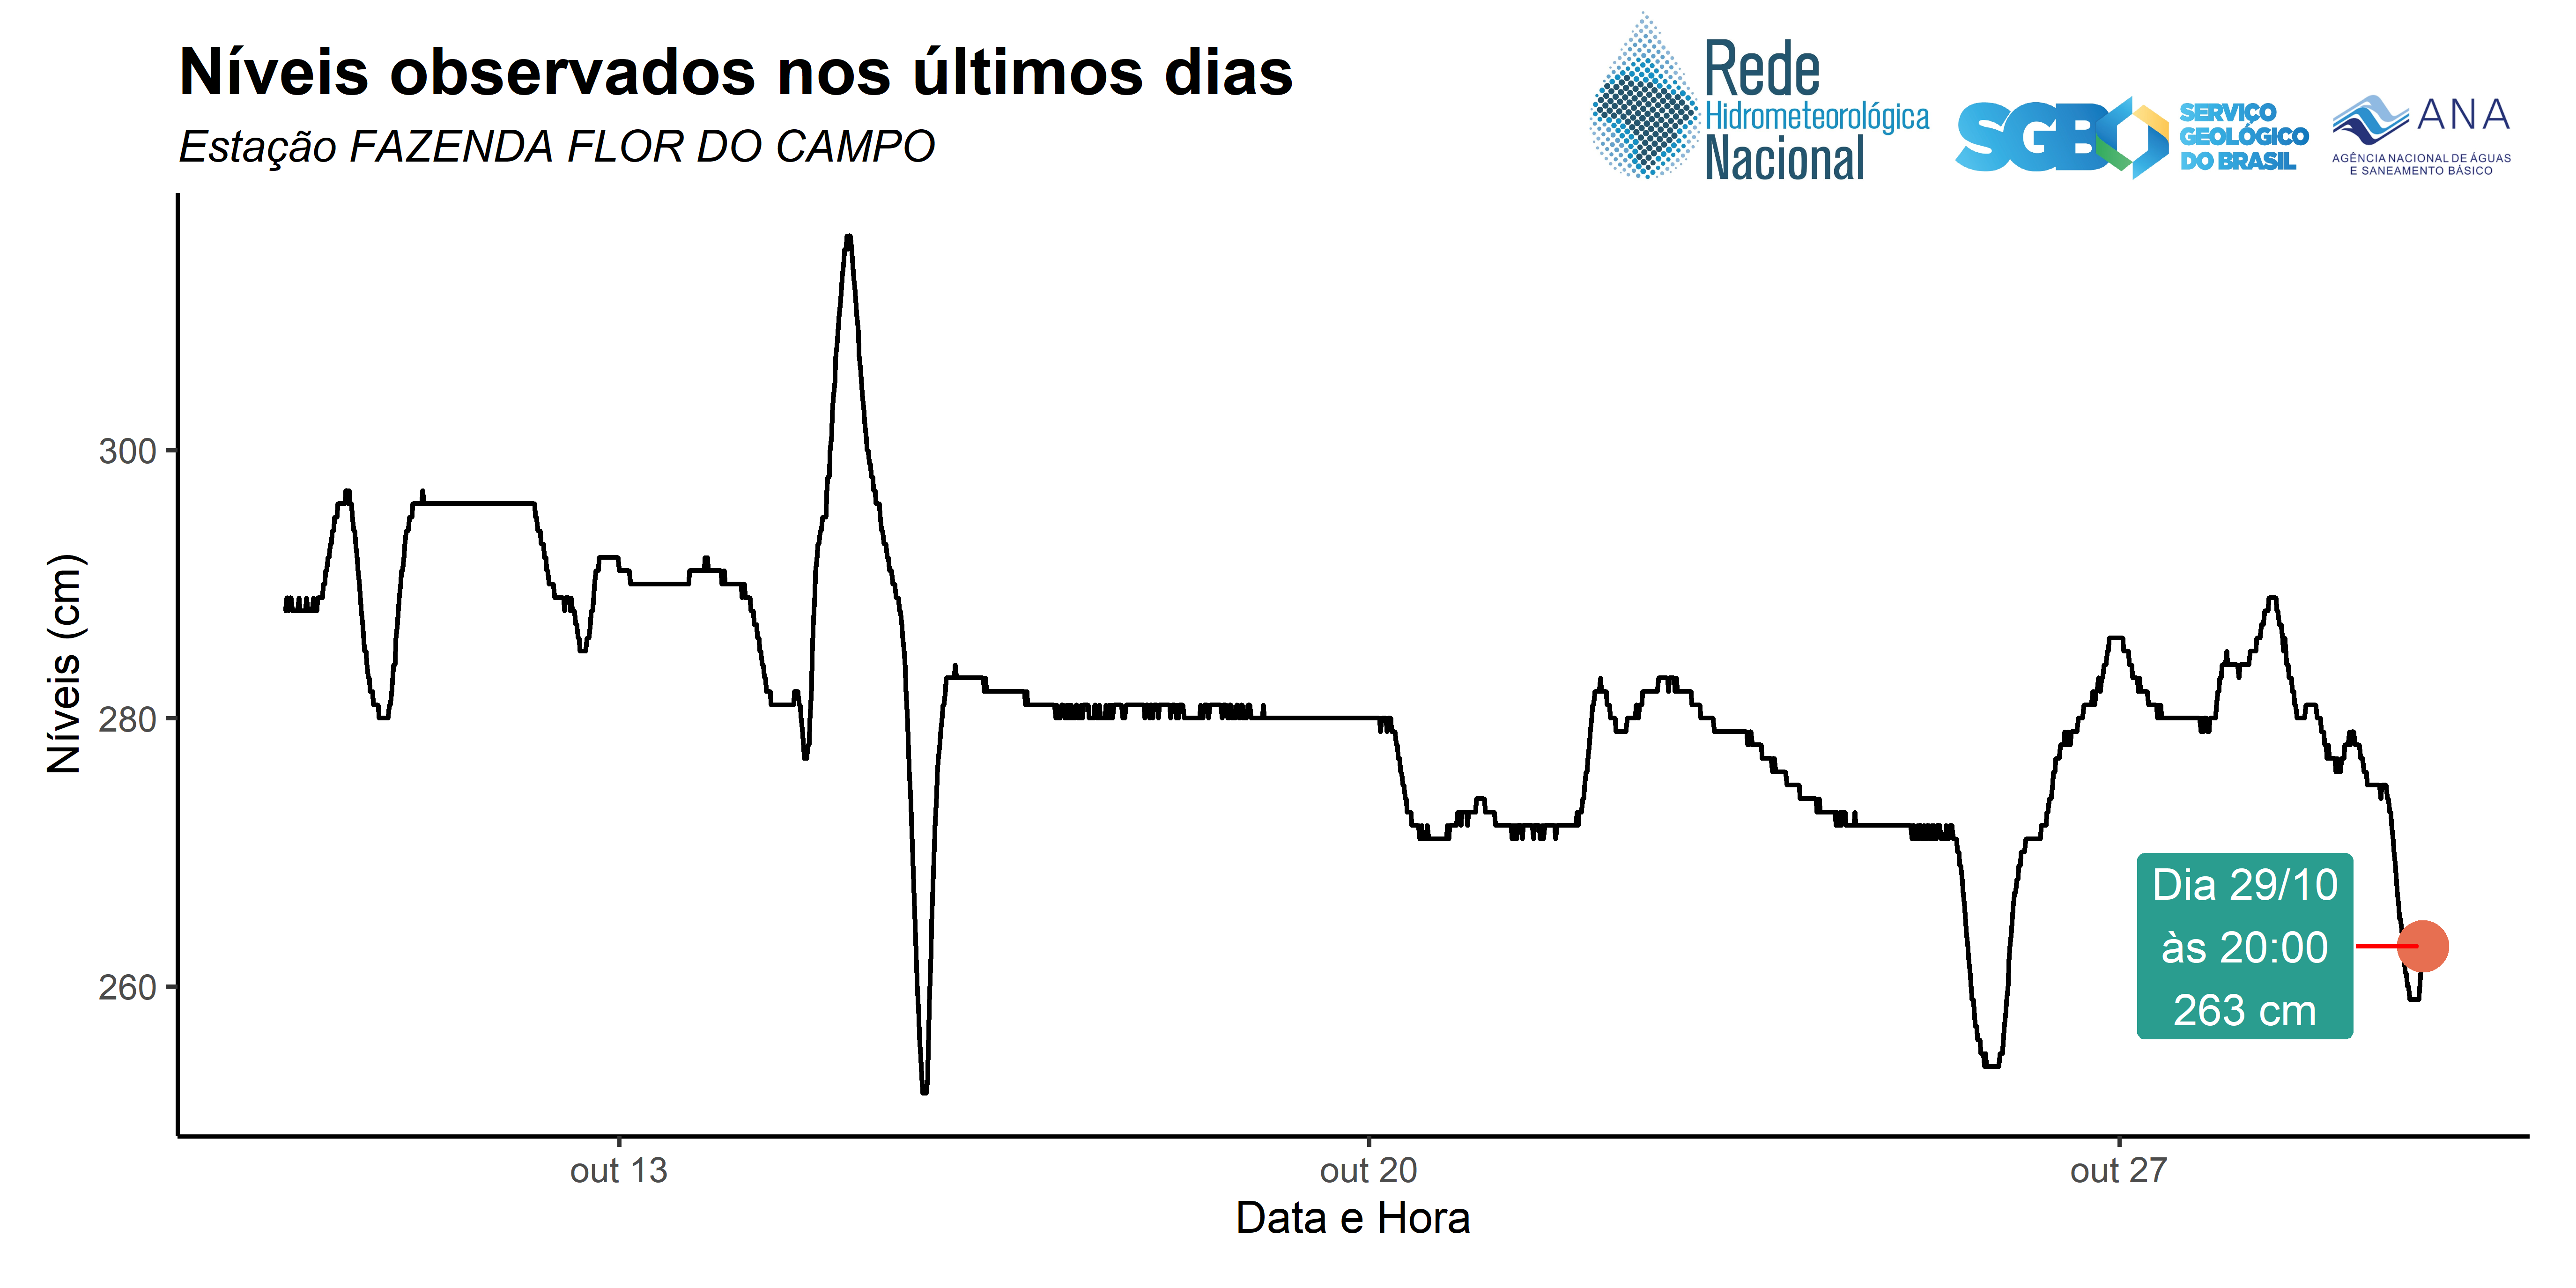 Níveis observados nos últimos dias
Estação FAZENDA FLOR DO CAMPO
Rede
Hidrometeorológica
Nacional
SGB
SERVIÇO
GEOLÓGICO
DO BRASIL
ANA
AGÊNCIA NACIONAL DE ÁGUAS
E SANEAMENTO BÁSICO
Níveis (cm)
300
280
260
Dia 29/10
às 20:00
263 cm
out 13
out 20
out 27
Data e Hora